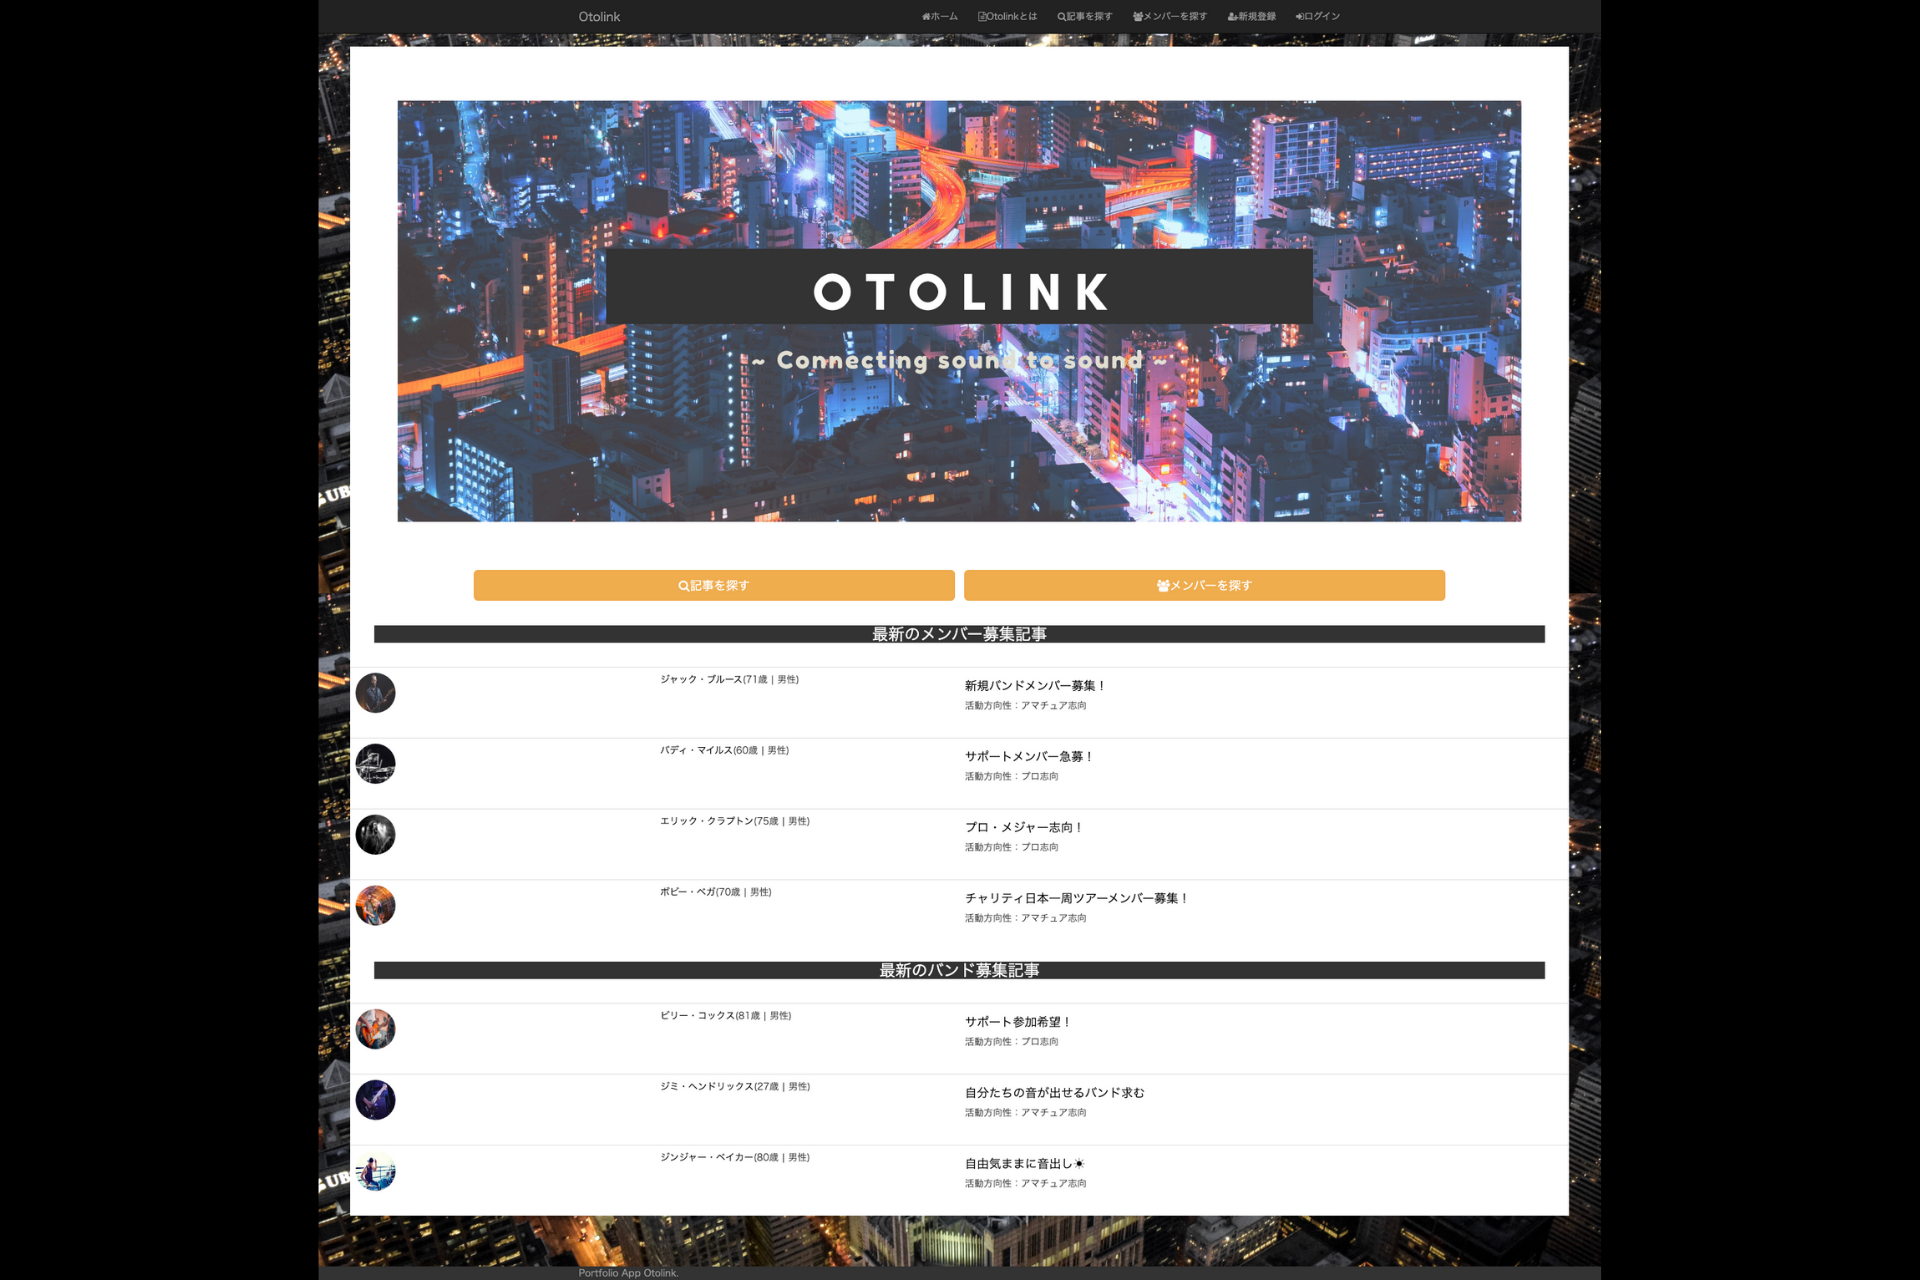 Otolink ホーム Otolinkとは 記事を探す メンバーを探す 新規登録 ログイン
OTOLINK
~ Connecting sound to sound ~
記事を探す メンバーを探す
最新のメンバー募集記事
ジャック・ブルース(71歳 | 男性)
新規バンドメンバー募集！
活動方向性：アマチュア志向
バディ・マイルス(60歳 | 男性)
サポートメンバー急募！
活動方向性：プロ志向
エリック・クラプトン(75歳 | 男性)
プロ・メジャー志向！
活動方向性：プロ志向
ボビー・ベガ(70歳 | 男性)
チャリティ日本一周ツアーメンバー募集！
活動方向性：アマチュア志向
最新のバンド募集記事
ビリー・コックス(81歳 | 男性)
サポート参加希望！
活動方向性：プロ志向
ジミ・ヘンドリックス(27歳 | 男性)
自分たちの音が出せるバンド求む
活動方向性：アマチュア志向
ジンジャー・ベイカー(80歳 | 男性)
自由気ままに音出し☀
活動方向性：アマチュア志向
Portfolio App Otolink.